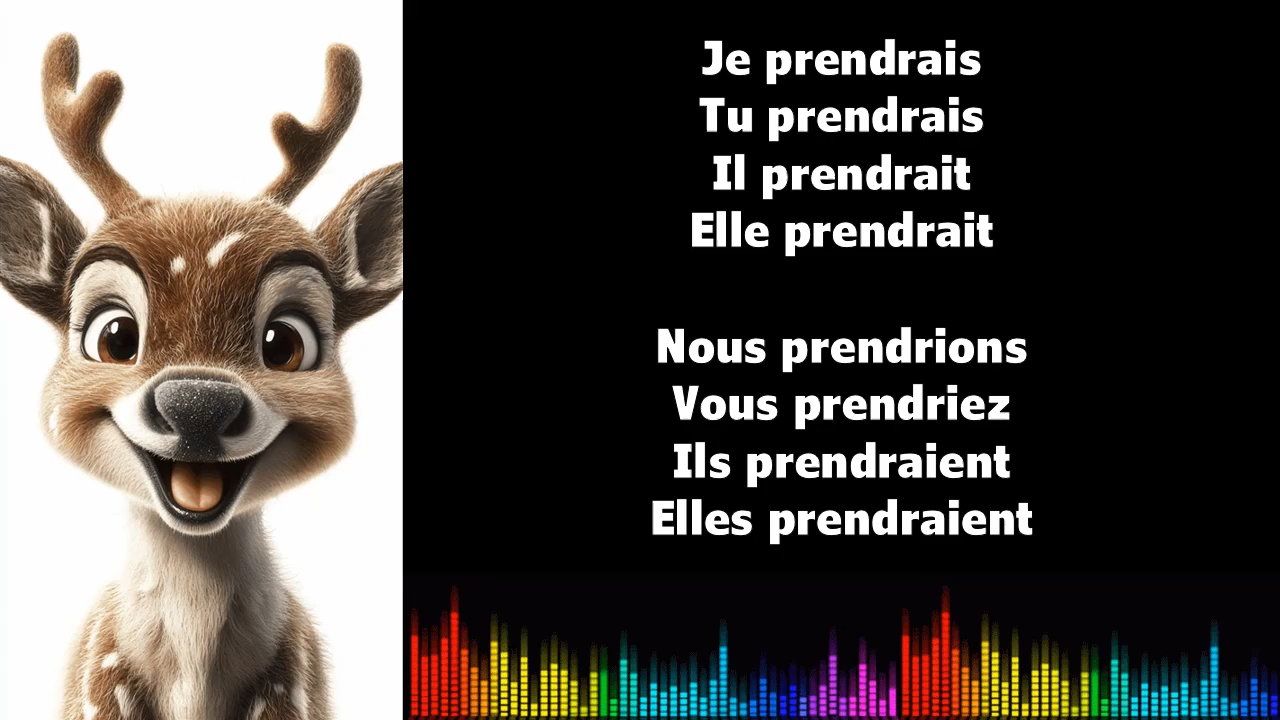 Je prendrais
Tu prendrais
Il prendrait
Elle prendrait
Nous prendrions
Vous prendriez
Ils prendraient
Elles prendraient